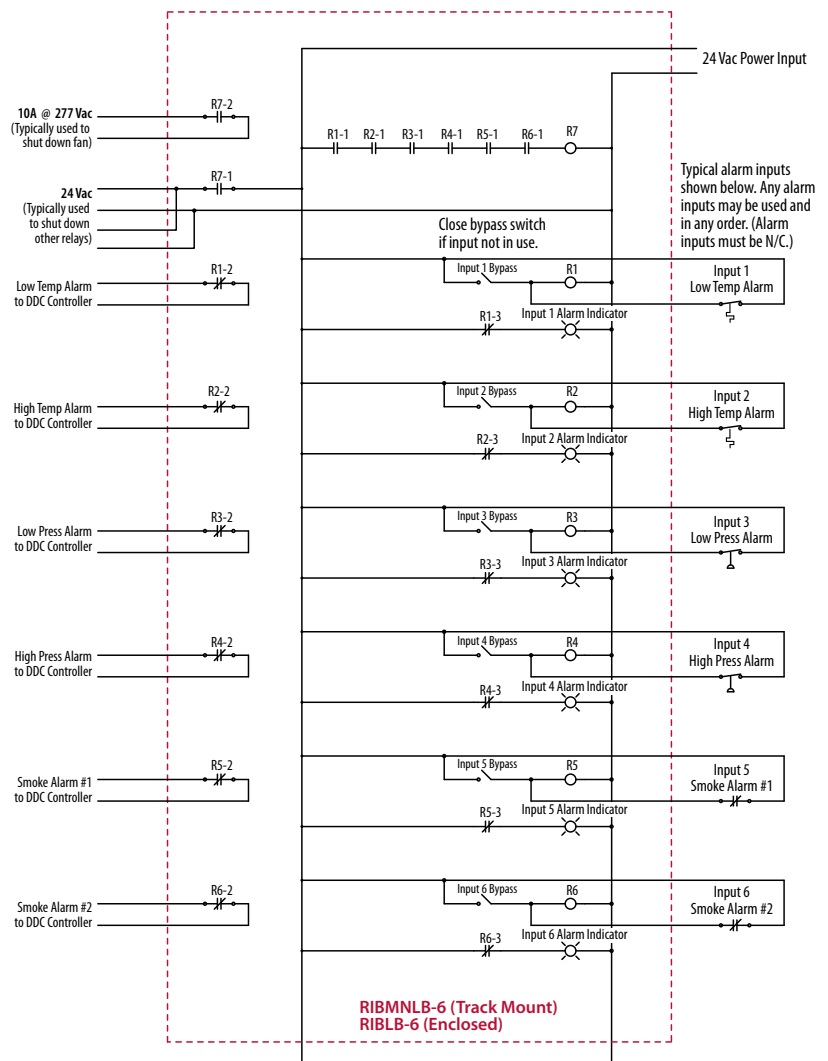 24 Vac Power Input
10A @ 277 Vac
(Typically used to
shut down fan)
R7-2
R1-1 R2-1 R3-1 R4-1 R5-1 R6-1 R7
24 Vac
(Typically used
to shut down
other relays)
R7-1
Typical alarm inputs
shown below. Any alarm
inputs may be used and
in any order. (Alarm
inputs must be N/C.)
Close bypass switch
if input not in use.
Low Temp Alarm
to DDC Controller
R1-2
Input 1 Bypass
R1
Input 1
Low Temp Alarm
R1-3
Input 1 Alarm Indicator
High Temp Alarm
to DDC Controller
R2-2
Input 2 Bypass
R2
Input 2
High Temp Alarm
R2-3
Input 2 Alarm Indicator
Low Press Alarm
to DDC Controller
R3-2
Input 3 Bypass
R3
Input 3
Low Press Alarm
R3-3
Input 3 Alarm Indicator
High Press Alarm
to DDC Controller
R4-2
Input 4 Bypass
R4
Input 4
High Press Alarm
R4-3
Input 4 Alarm Indicator
Smoke Alarm #1
to DDC Controller
R5-2
Input 5 Bypass
R5
Input 5
Smoke Alarm #1
R5-3
Input 5 Alarm Indicator
Smoke Alarm #2
to DDC Controller
R6-2
Input 6 Bypass
R6
Input 6
Smoke Alarm #2
R6-3
Input 6 Alarm Indicator
RIBMNLB-6 (Track Mount)
RIBLB-6 (Enclosed)